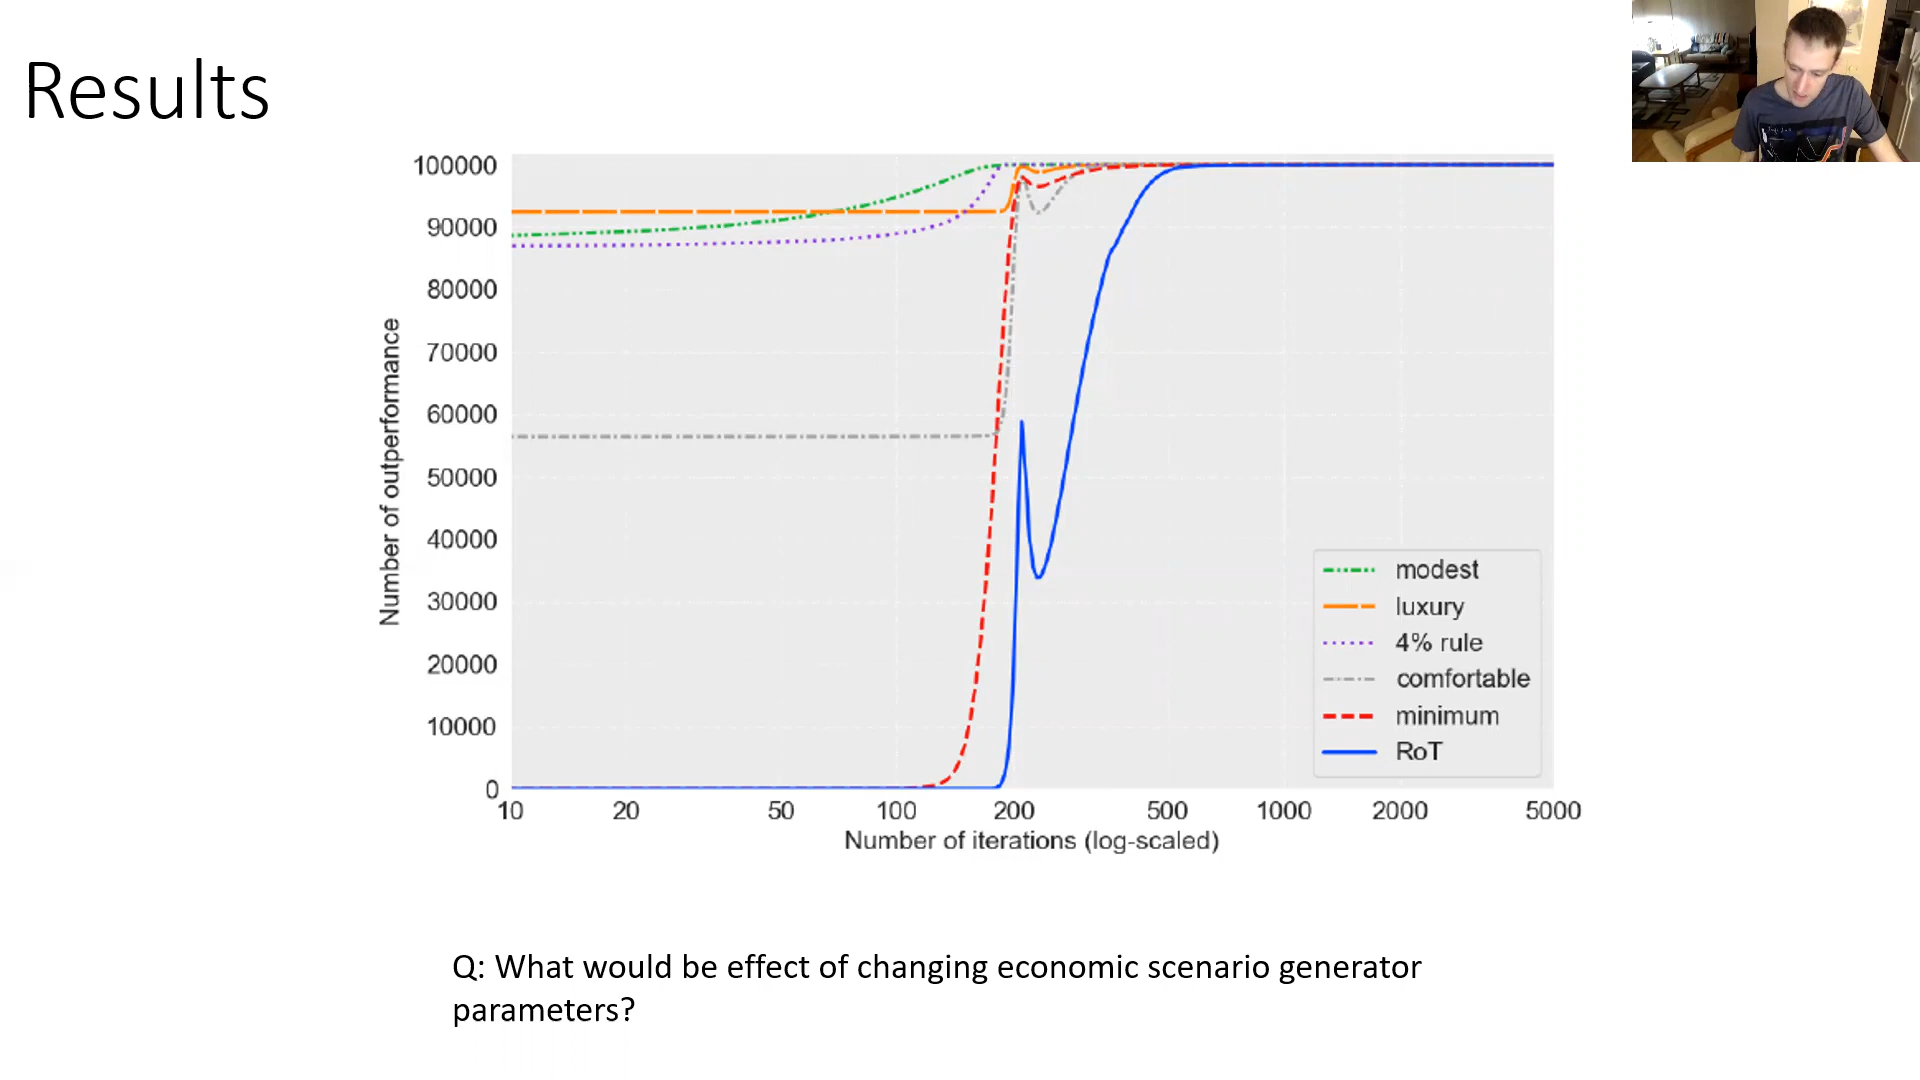 Results
100000
90000
80000
70000
60000
50000
40000
30000
20000
10000
0
Number of outperformance
10 20 50 100 200 500 1000 2000 5000
Number of iterations (log-scaled)
modest
luxury
4% rule
comfortable
minimum
RoT
Q: What would be effect of changing economic scenario generator
parameters?